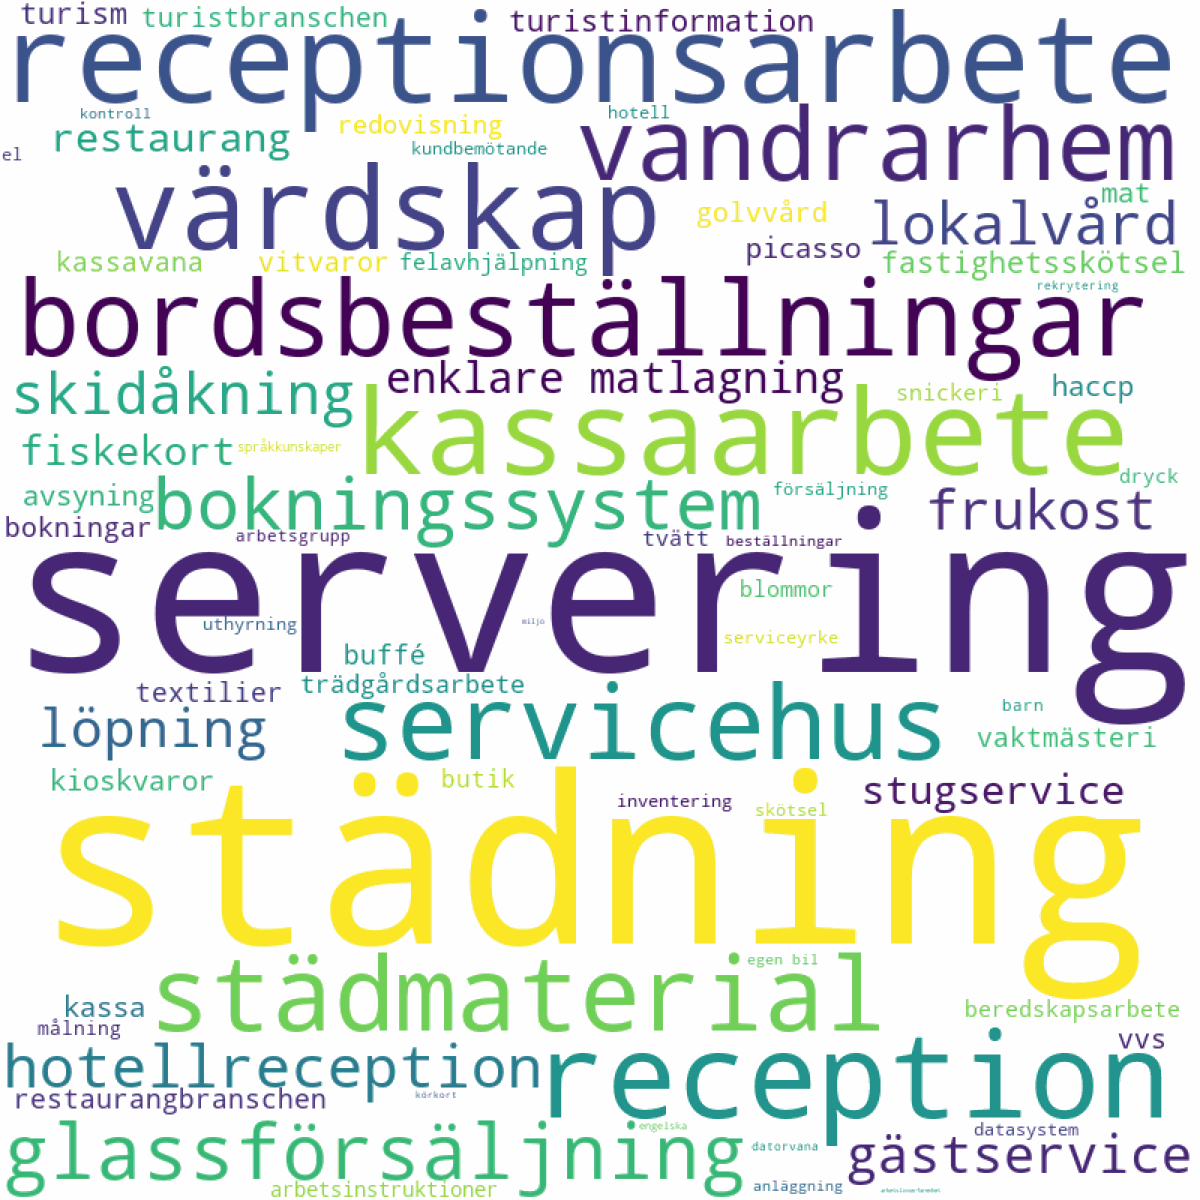 turism
turistbranschen
turistinformation
receptionsarbete
kontroll
hotell
restaurang
redovisning
vandrarhem
kundbemötande
el
värdskap
mat
golvvård
lokalvård
picasso
kassavana
vitvaror
felavhjälpning
fastighetsskötsel
rekrytering
bordsbeställningar
skidåkning
enklare matlagning
snickeri
haccp
kassaarbete
fiskekort
språkkunskaper
dryck
avsyning
bokningssystem
försäljning
frukost
bokningar
arbetsgrupp
tvätt
beställningar
servering
blommor
uthyrning
miljö
serviceyrke
buffé
textilier
trädgårdsarbete
löpning
servicehus
barn
vaktmästeri
kioskvaror
butik
stugservice
inventering
skötsel
städning
städmaterial
egen bil
kassa
beredskapsarbete
målning
vvs
hotellreception
reception
körkort
restaurangbranschen
glassförsäljning
engelska
datorvana
datasystem
gästservice
arbetsinstruktioner
anläggning